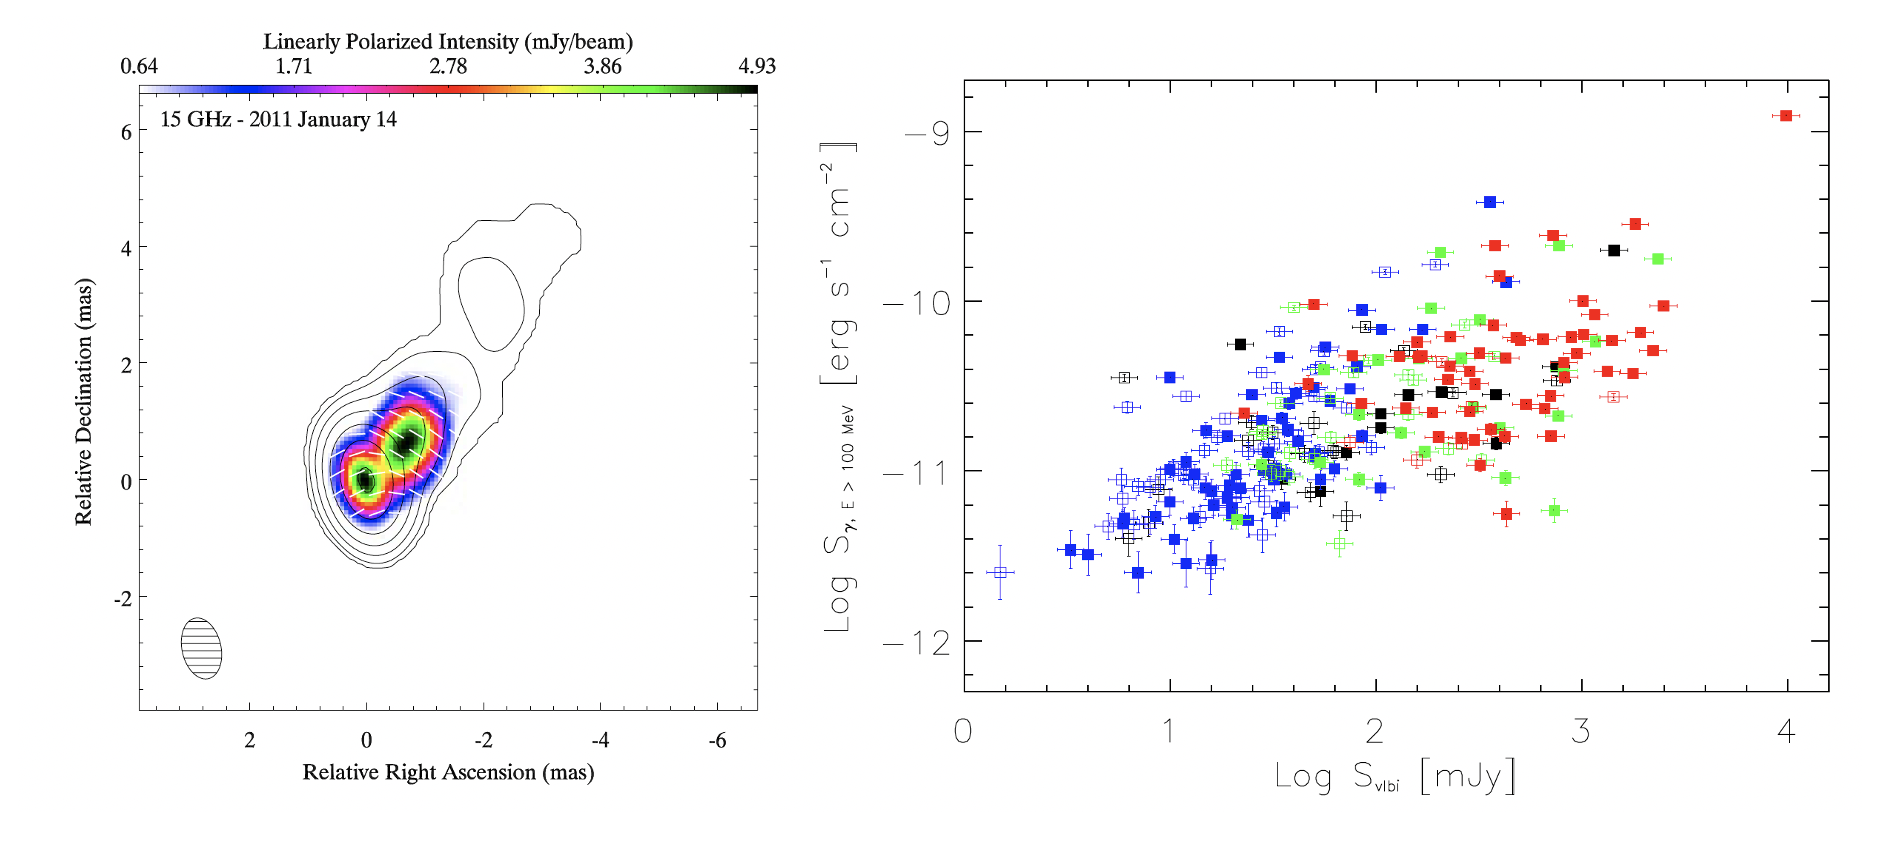 Linearly Polarized Intensity (mJy/beam)
0.64 1.71 2.78 3.86 4.93
15 GHz - 2011 January 14
6
4
2
0
-2
Relative Declination (mas)
2 0 -2 -4 -6
Relative Right Ascension (mas)
Log Sγ, E > 100 MeV [erg s−1 cm−2]
−9
−10
−11
−12
0 1 2 3 4
Log Svlbi [mJy]